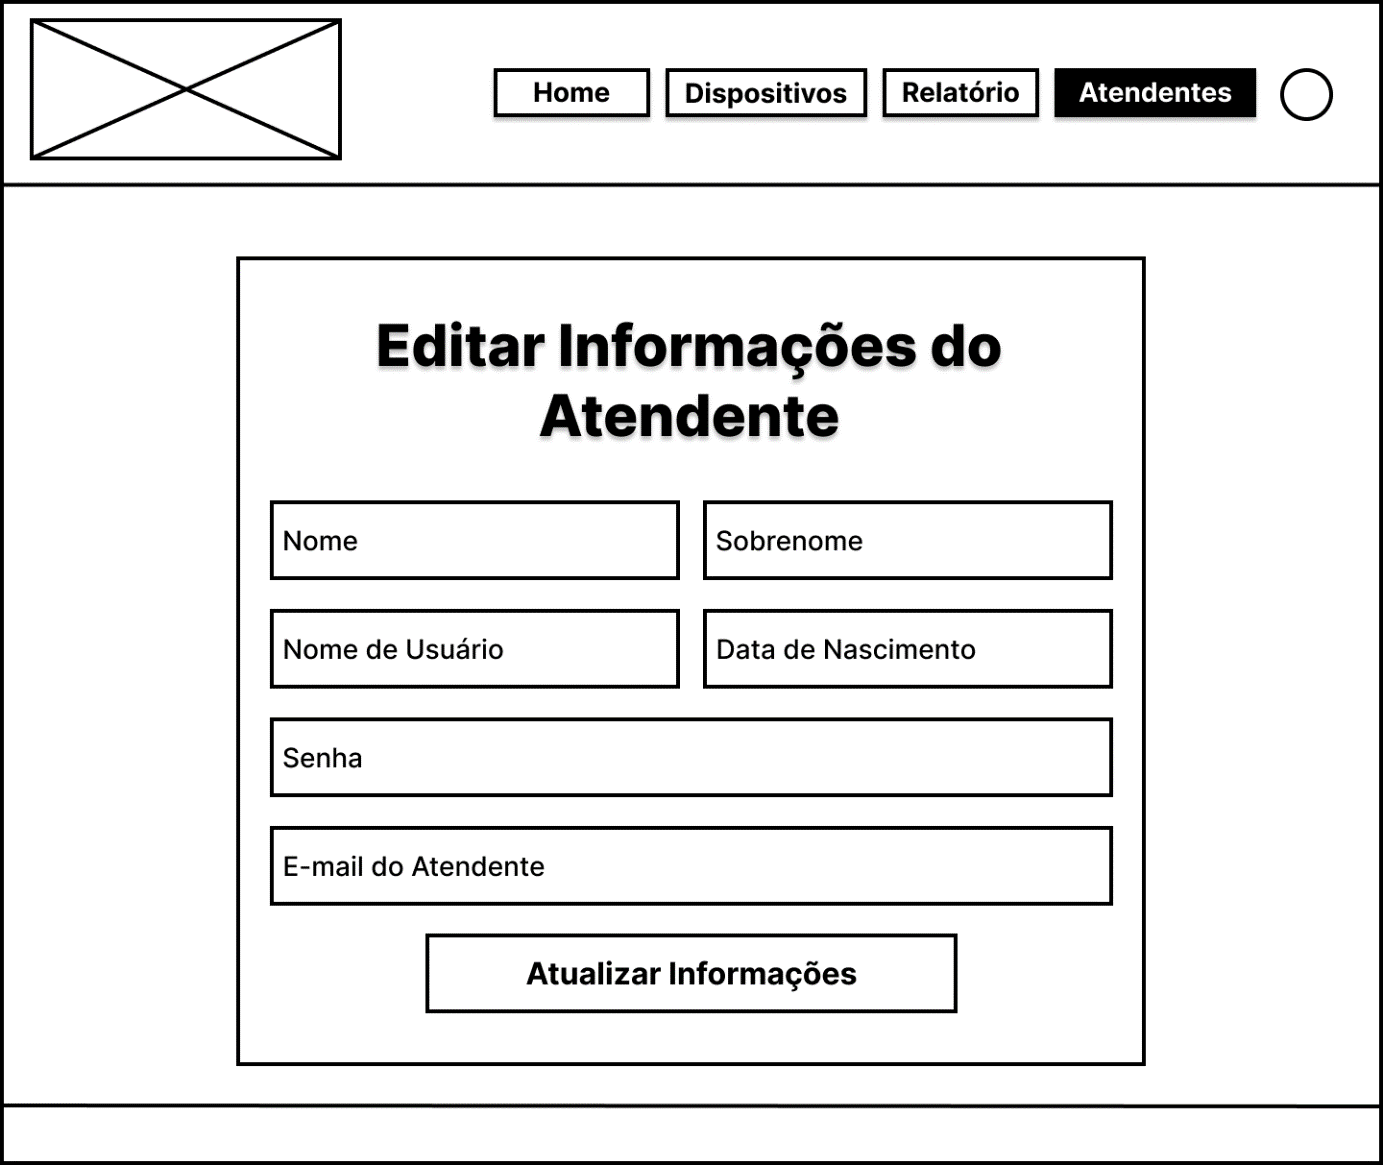 Home Dispositivos Relatório Atendentes
Editar Informações do
Atendente
Nome Sobrenome
Nome de Usuário Data de Nascimento
Senha
E-mail do Atendente
Atualizar Informações